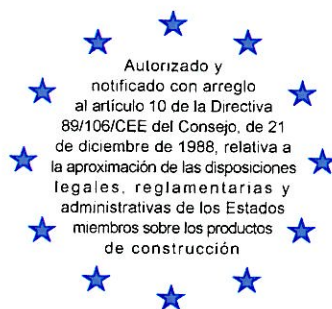 Autorizado y
notificado con arreglo
al artículo 10 de la Directiva
89/106/CEE del Consejo, de 21
de diciembre de 1988, relativa a
la aproximación de las disposiciones
legales, reglamentarias y
administrativas de los Estados
miembros sobre los productos
de construcción